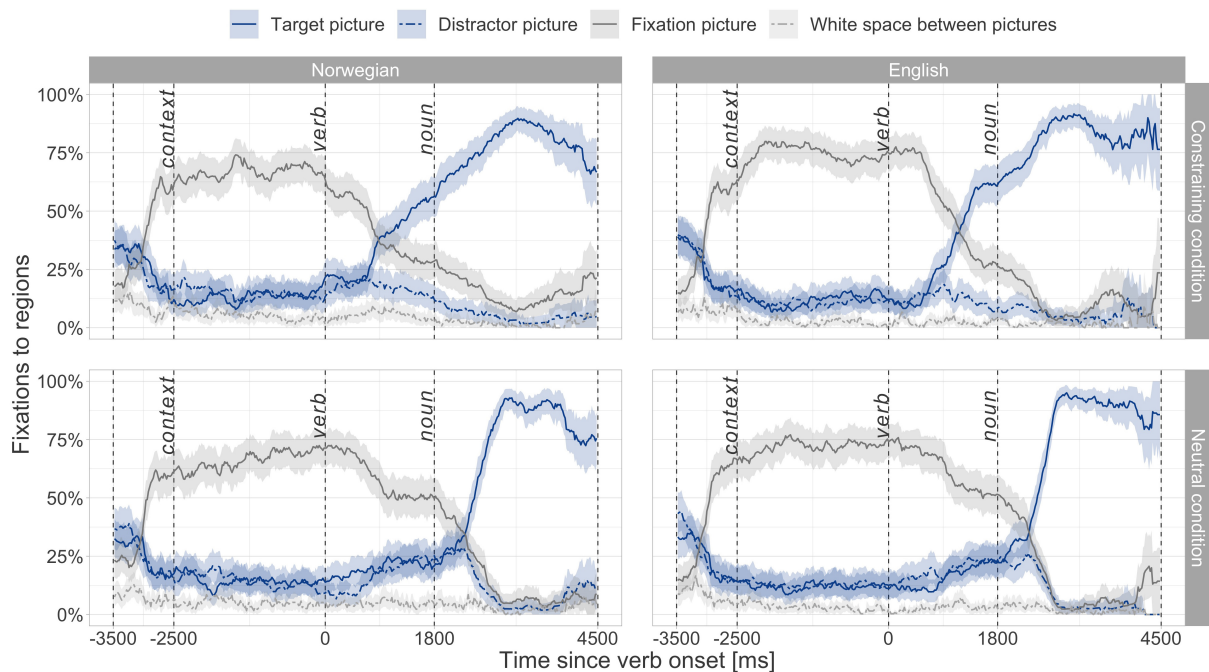 Target picture Distractor picture Fixation picture White space between pictures
Norwegian English
Fixations to regions
100%
75%
50%
25%
0%
context verb noun
context verb noun
Constraining condition
100%
75%
50%
25%
0%
context verb noun
context verb noun
Neutral condition
-3500 -2500 0 1800 4500
-3500 -2500 0 1800 4500
Time since verb onset [ms]